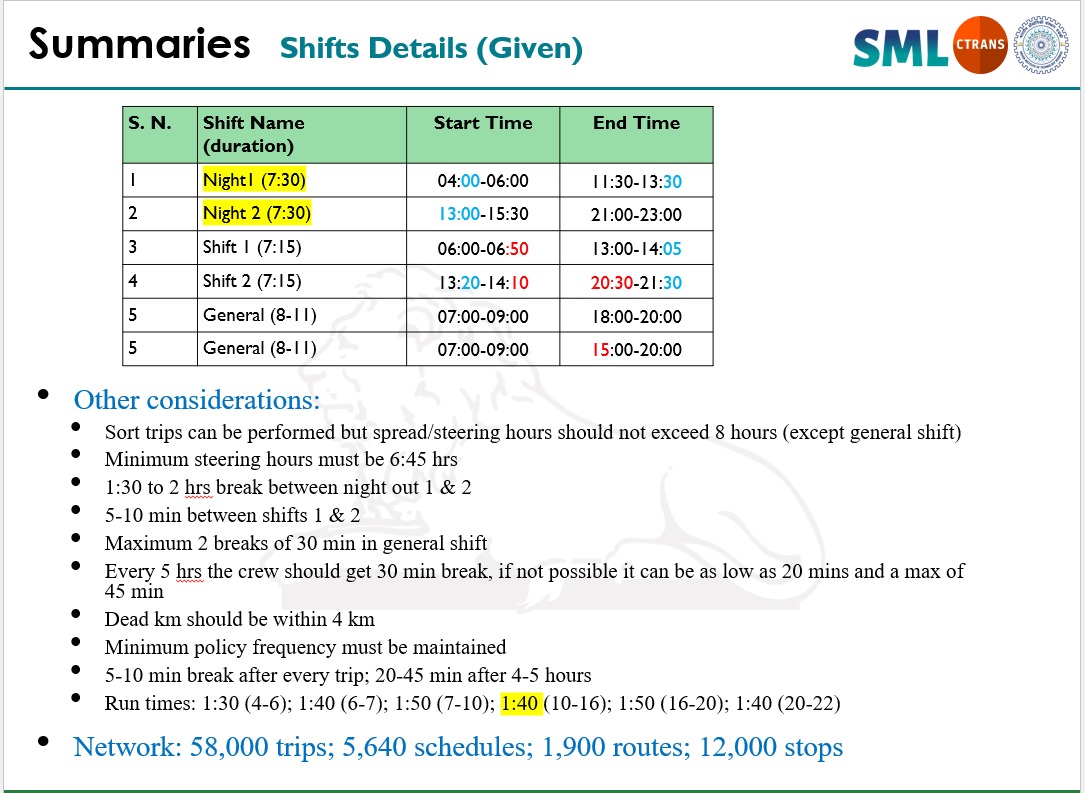 Summaries Shifts Details (Given)
SML CTRANS
S. N. Shift Name (duration) Start Time End Time
1 Night1 (7:30) 04:00-06:00 11:30-13:30
2 Night 2 (7:30) 13:00-15:30 21:00-23:00
3 Shift 1 (7:15) 06:00-06:50 13:00-14:05
4 Shift 2 (7:15) 13:20-14:10 20:30-21:30
5 General (8-11) 07:00-09:00 18:00-20:00
5 General (8-11) 07:00-09:00 15:00-20:00
• Other considerations:
• Sort trips can be performed but spread/steering hours should not exceed 8 hours (except general shift)
• Minimum steering hours must be 6:45 hrs
• 1:30 to 2 hrs break between night out 1 & 2
• 5-10 min between shifts 1 & 2
• Maximum 2 breaks of 30 min in general shift
• Every 5 hrs the crew should get 30 min break, if not possible it can be as low as 20 mins and a max of
45 min
• Dead km should be within 4 km
• Minimum policy frequency must be maintained
• 5-10 min break after every trip; 20-45 min after 4-5 hours
• Run times: 1:30 (4-6); 1:40 (6-7); 1:50 (7-10); 1:40 (10-16); 1:50 (16-20); 1:40 (20-22)
• Network: 58,000 trips; 5,640 schedules; 1,900 routes; 12,000 stops